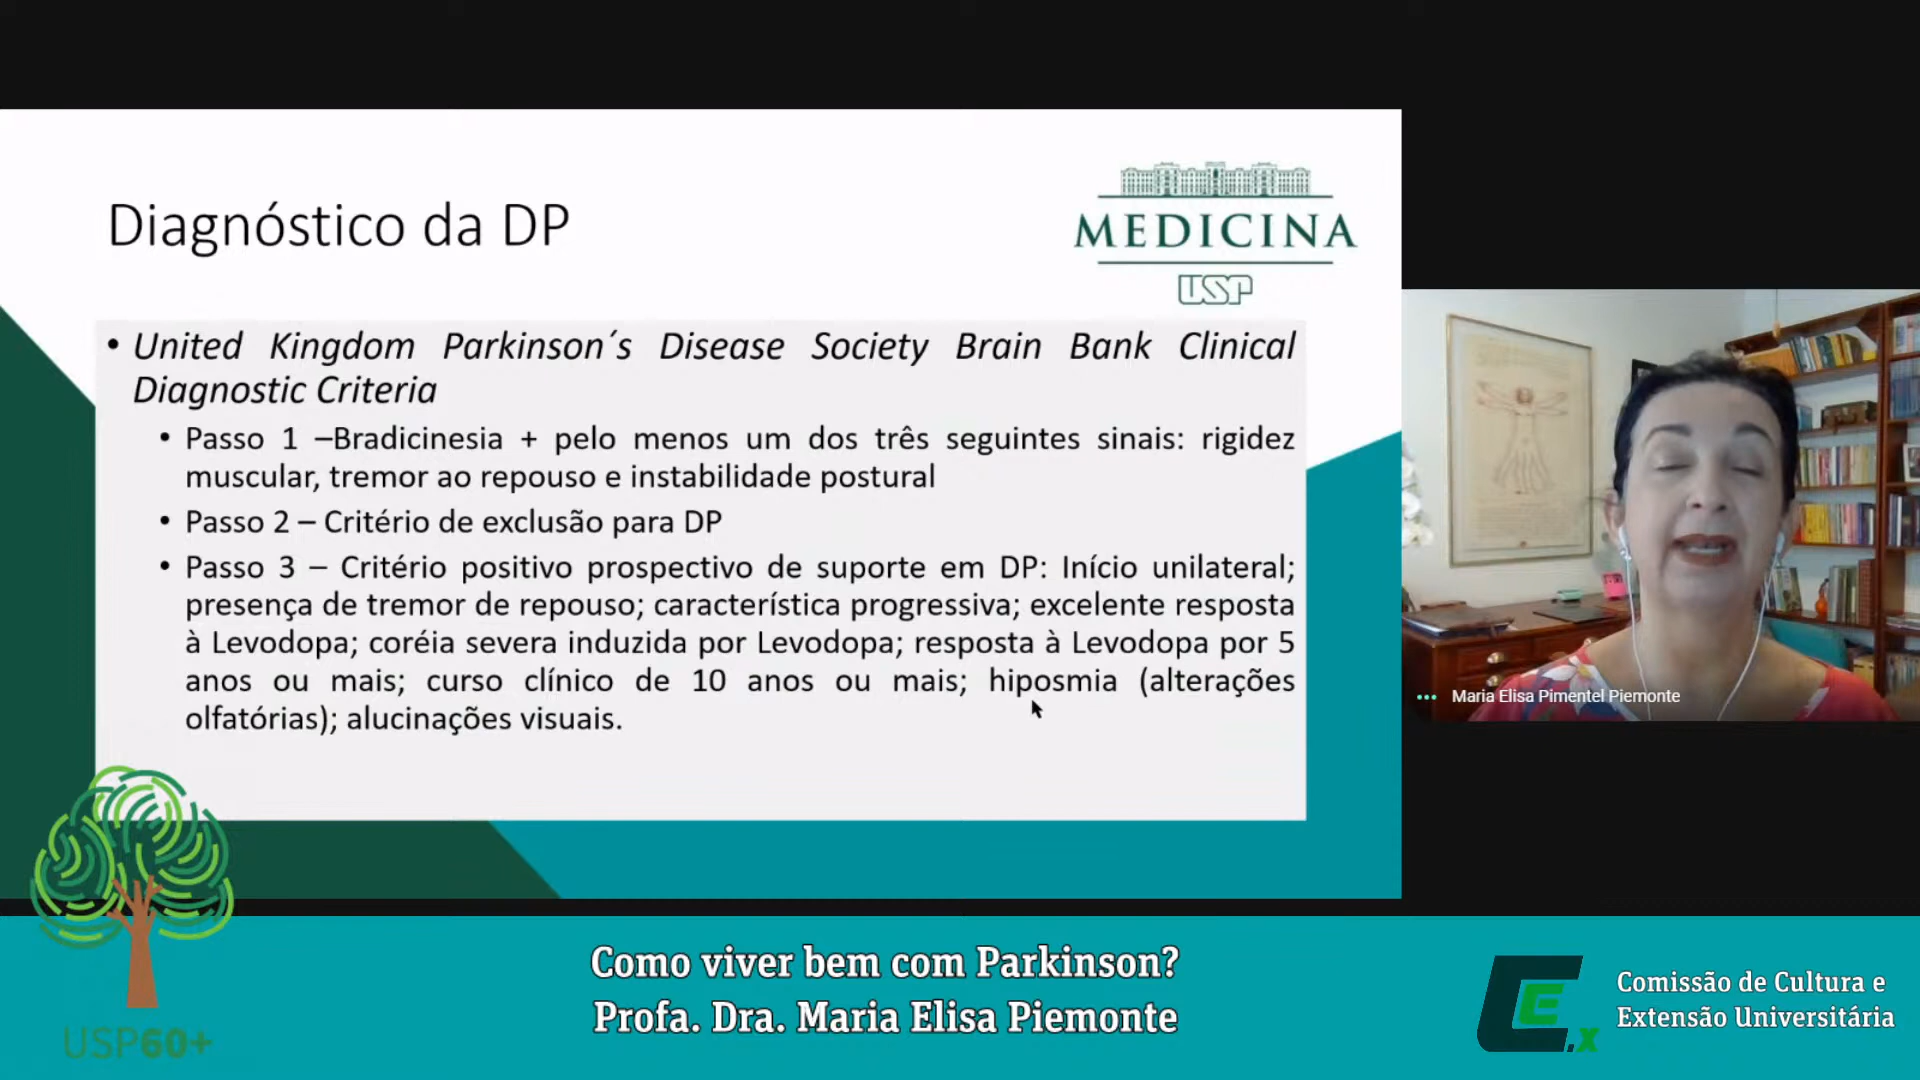 Diagnóstico da DP
MEDICINA
USP
• United Kingdom Parkinson´s Disease Society Brain Bank Clinical
Diagnostic Criteria
• Passo 1 –Bradicinesia + pelo menos um dos três seguintes sinais: rigidez
muscular, tremor ao repouso e instabilidade postural
• Passo 2 – Critério de exclusão para DP
• Passo 3 – Critério positivo prospectivo de suporte em DP: Início unilateral;
presença de tremor de repouso; característica progressiva; excelente resposta
à Levodopa; coréia severa induzida por Levodopa; resposta à Levodopa por 5
anos ou mais; curso clínico de 10 anos ou mais; hiposmia (alterações
olfatórias); alucinações visuais.
Maria Elisa Pimentel Piemonte
USP60+
Como viver bem com Parkinson?
Profa. Dra. Maria Elisa Piemonte
CEx
Comissão de Cultura e
Extensão Universitária